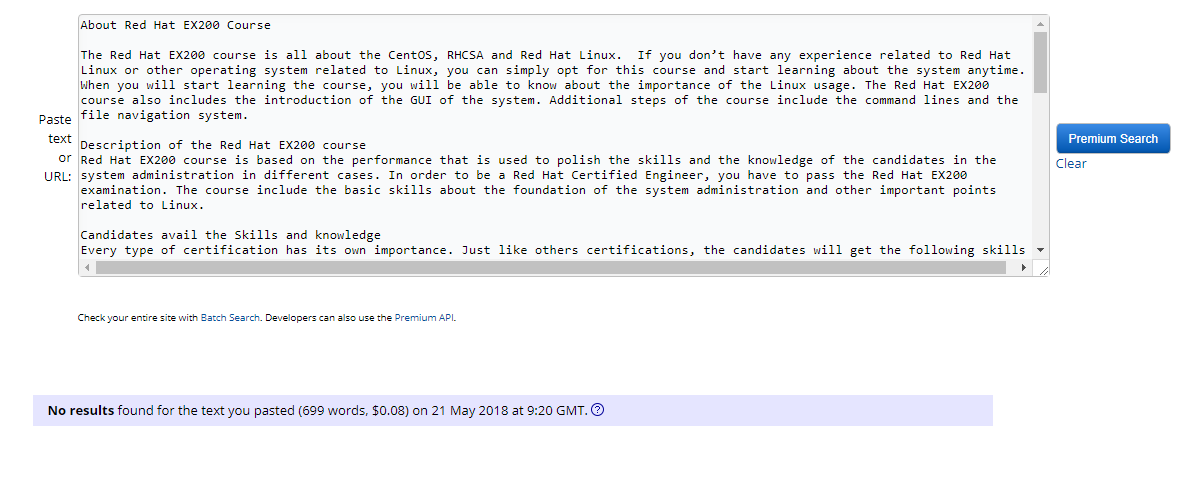 About Red Hat EX200 Course
The Red Hat EX200 course is all about the CentOS, RHCSA and Red Hat Linux.  If you don’t have any experience related to Red Hat
Linux or other operating system related to Linux, you can simply opt for this course and start learning about the system anytime.
When you will start learning the course, you will be able to know about the importance of the Linux usage. The Red Hat EX200
course also includes the introduction of the GUI of the system. Additional steps of the course include the command lines and the
file navigation system.
Description of the Red Hat EX200 course
Red Hat EX200 course is based on the performance that is used to polish the skills and the knowledge of the candidates in the
system administration in different cases. In order to be a Red Hat Certified Engineer, you have to pass the Red Hat EX200
examination. The course include the basic skills about the foundation of the system administration and other important points
related to Linux.
Candidates avail the Skills and knowledge
Every type of certification has its own importance. Just like others certifications, the candidates will get the following skills
Paste
text
or
URL:
Premium Search
Clear
Check your entire site with Batch Search. Developers can also use the Premium API.
No results found for the text you pasted (699 words, $0.08) on 21 May 2018 at 9:20 GMT. ?